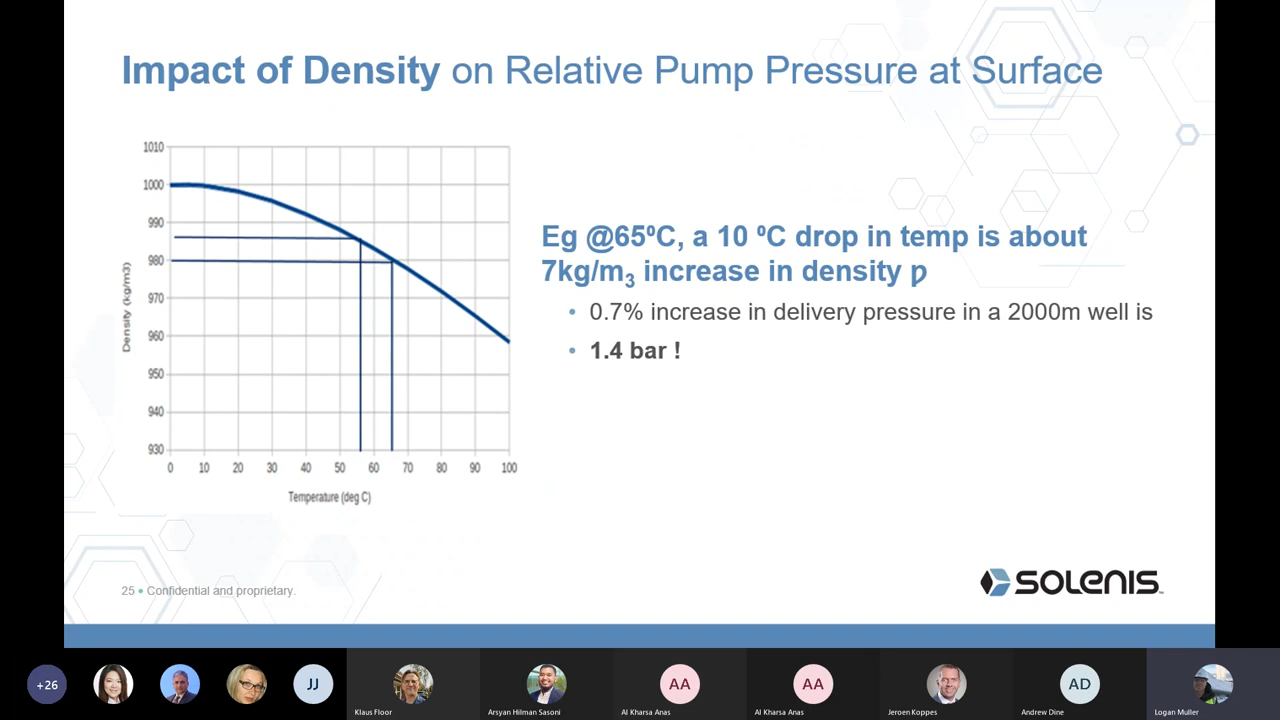 Impact of Density on Relative Pump Pressure at Surface
1010
1000
990
980
970
960
950
940
930
Density (kg/m3)
0 10 20 30 40 50 60 70 80 90 100
Temperature (deg C)
Eg @65⁰C, a 10 ⁰C drop in temp is about
7kg/m₃ increase in density ρ
• 0.7% increase in delivery pressure in a 2000m well is
• 1.4 bar !
25 • Confidential and proprietary.
SOLENIS™
+26
JJ
AA
AA
AD
Klaus Floor
Arsyan Hilman Sasoni
Al Kharsa Anas
Al Kharsa Anas
Jeroen Koppes
Andrew Dine
Logan Muller